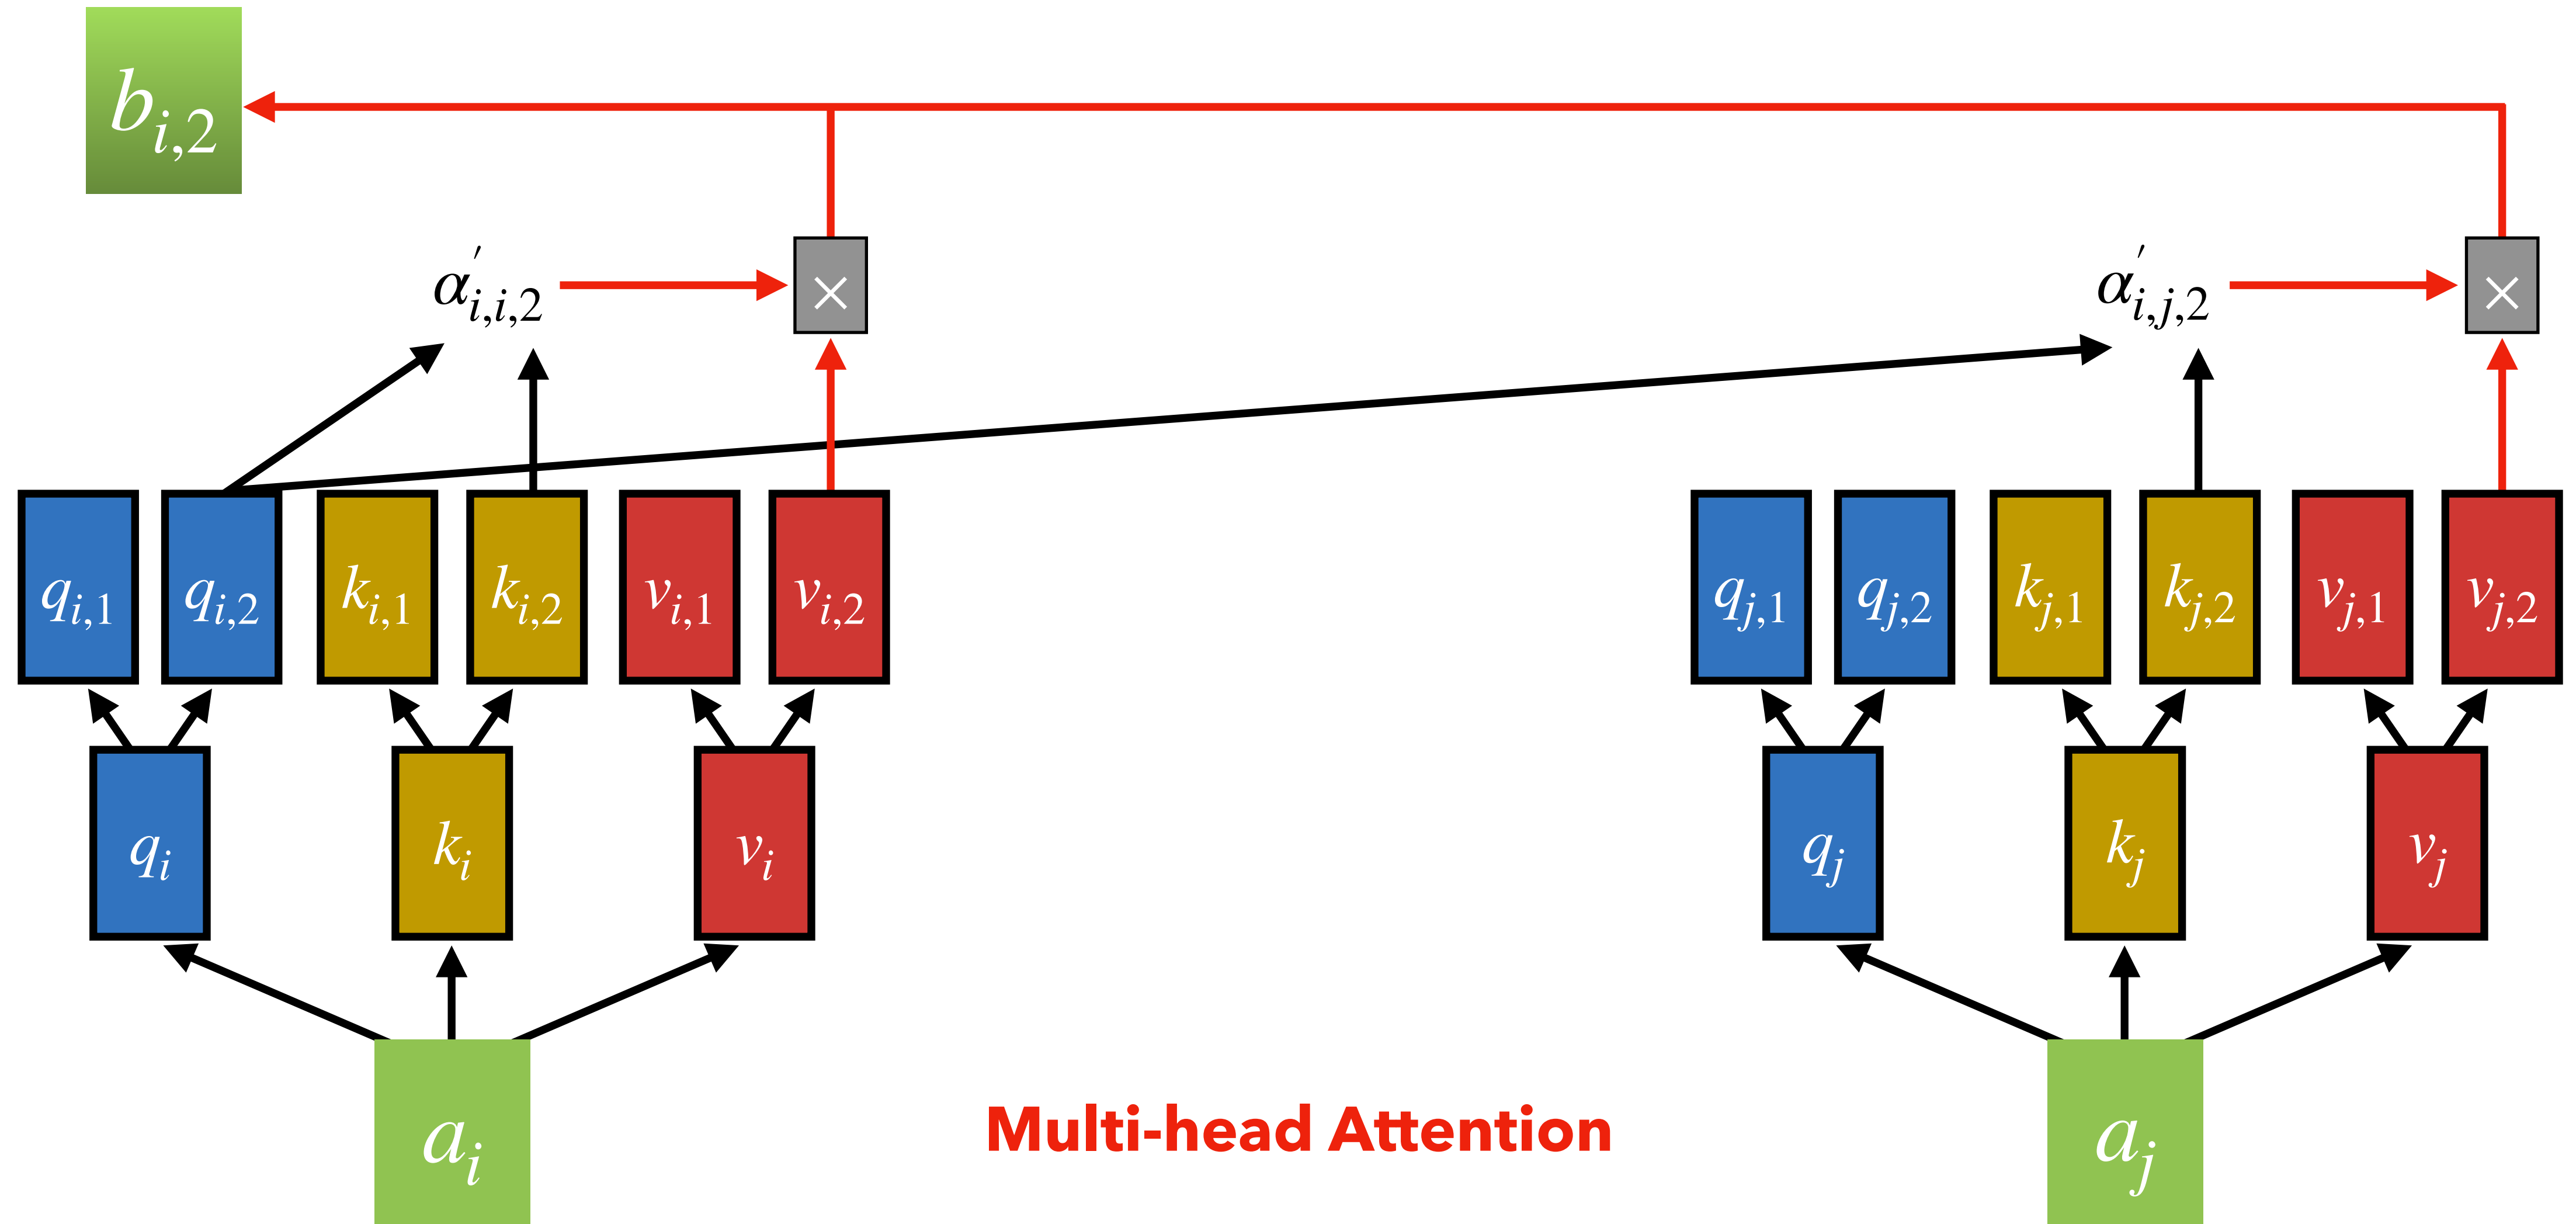 b_{i,2}
α'_{i,i,2} × α'_{i,j,2} ×
q_{i,1} q_{i,2} k_{i,1} k_{i,2} v_{i,1} v_{i,2} q_{j,1} q_{j,2} k_{j,1} k_{j,2} v_{j,1} v_{j,2}
q_i k_i v_i q_j k_j v_j
a_i Multi-head Attention a_j